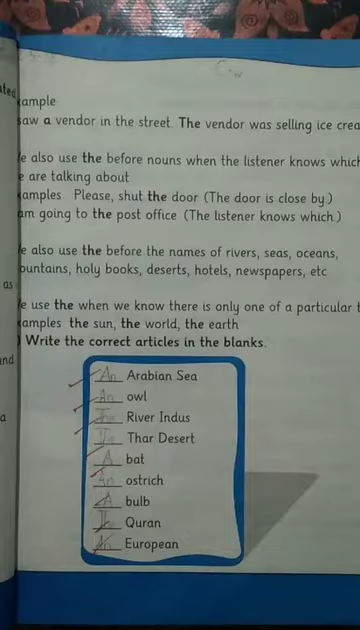 ample
saw a vendor in the street. The vendor was selling ice crea
e also use the before nouns when the listener knows which
e are talking about
amples Please, shut the door (The door is close by.)
am going to the post office (The listener knows which.)
e also use the before the names of rivers, seas, oceans,
ountains, holy books, deserts, hotels, newspapers, etc
as
e use the when we know there is only one of a particular t
amples the sun, the world, the earth
) Write the correct articles in the blanks.
and
An Arabian Sea
An owl
The River Indus
a
The Thar Desert
A bat
An ostrich
A bulb
The Quran
An European